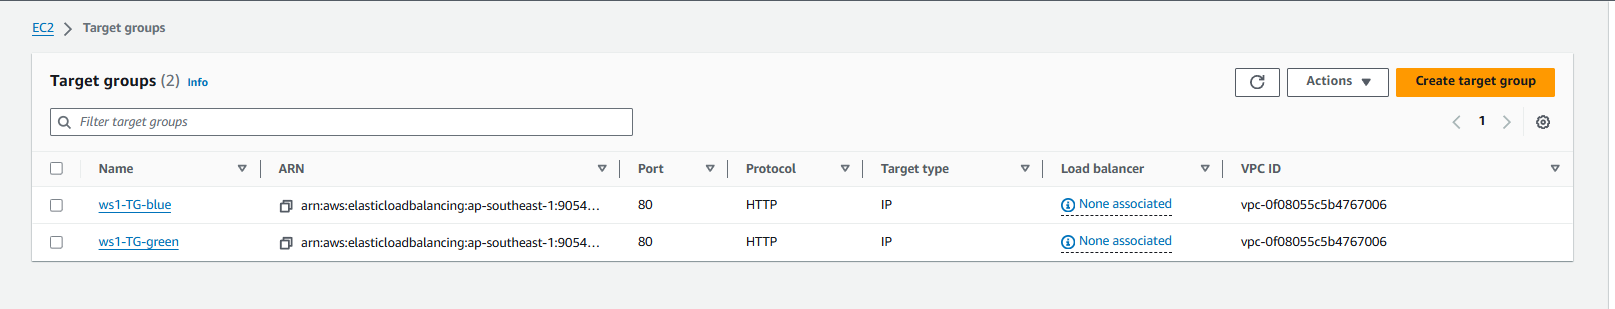 EC2 > Target groups
Target groups (2) Info
Actions
Create target group
Filter target groups
1
Name ARN Port Protocol Target type Load balancer VPC ID
ws1-TG-blue arn:aws:elasticloadbalancing:ap-southeast-1:9054... 80 HTTP IP None associated vpc-0f08055c5b4767006
ws1-TG-green arn:aws:elasticloadbalancing:ap-southeast-1:9054... 80 HTTP IP None associated vpc-0f08055c5b4767006